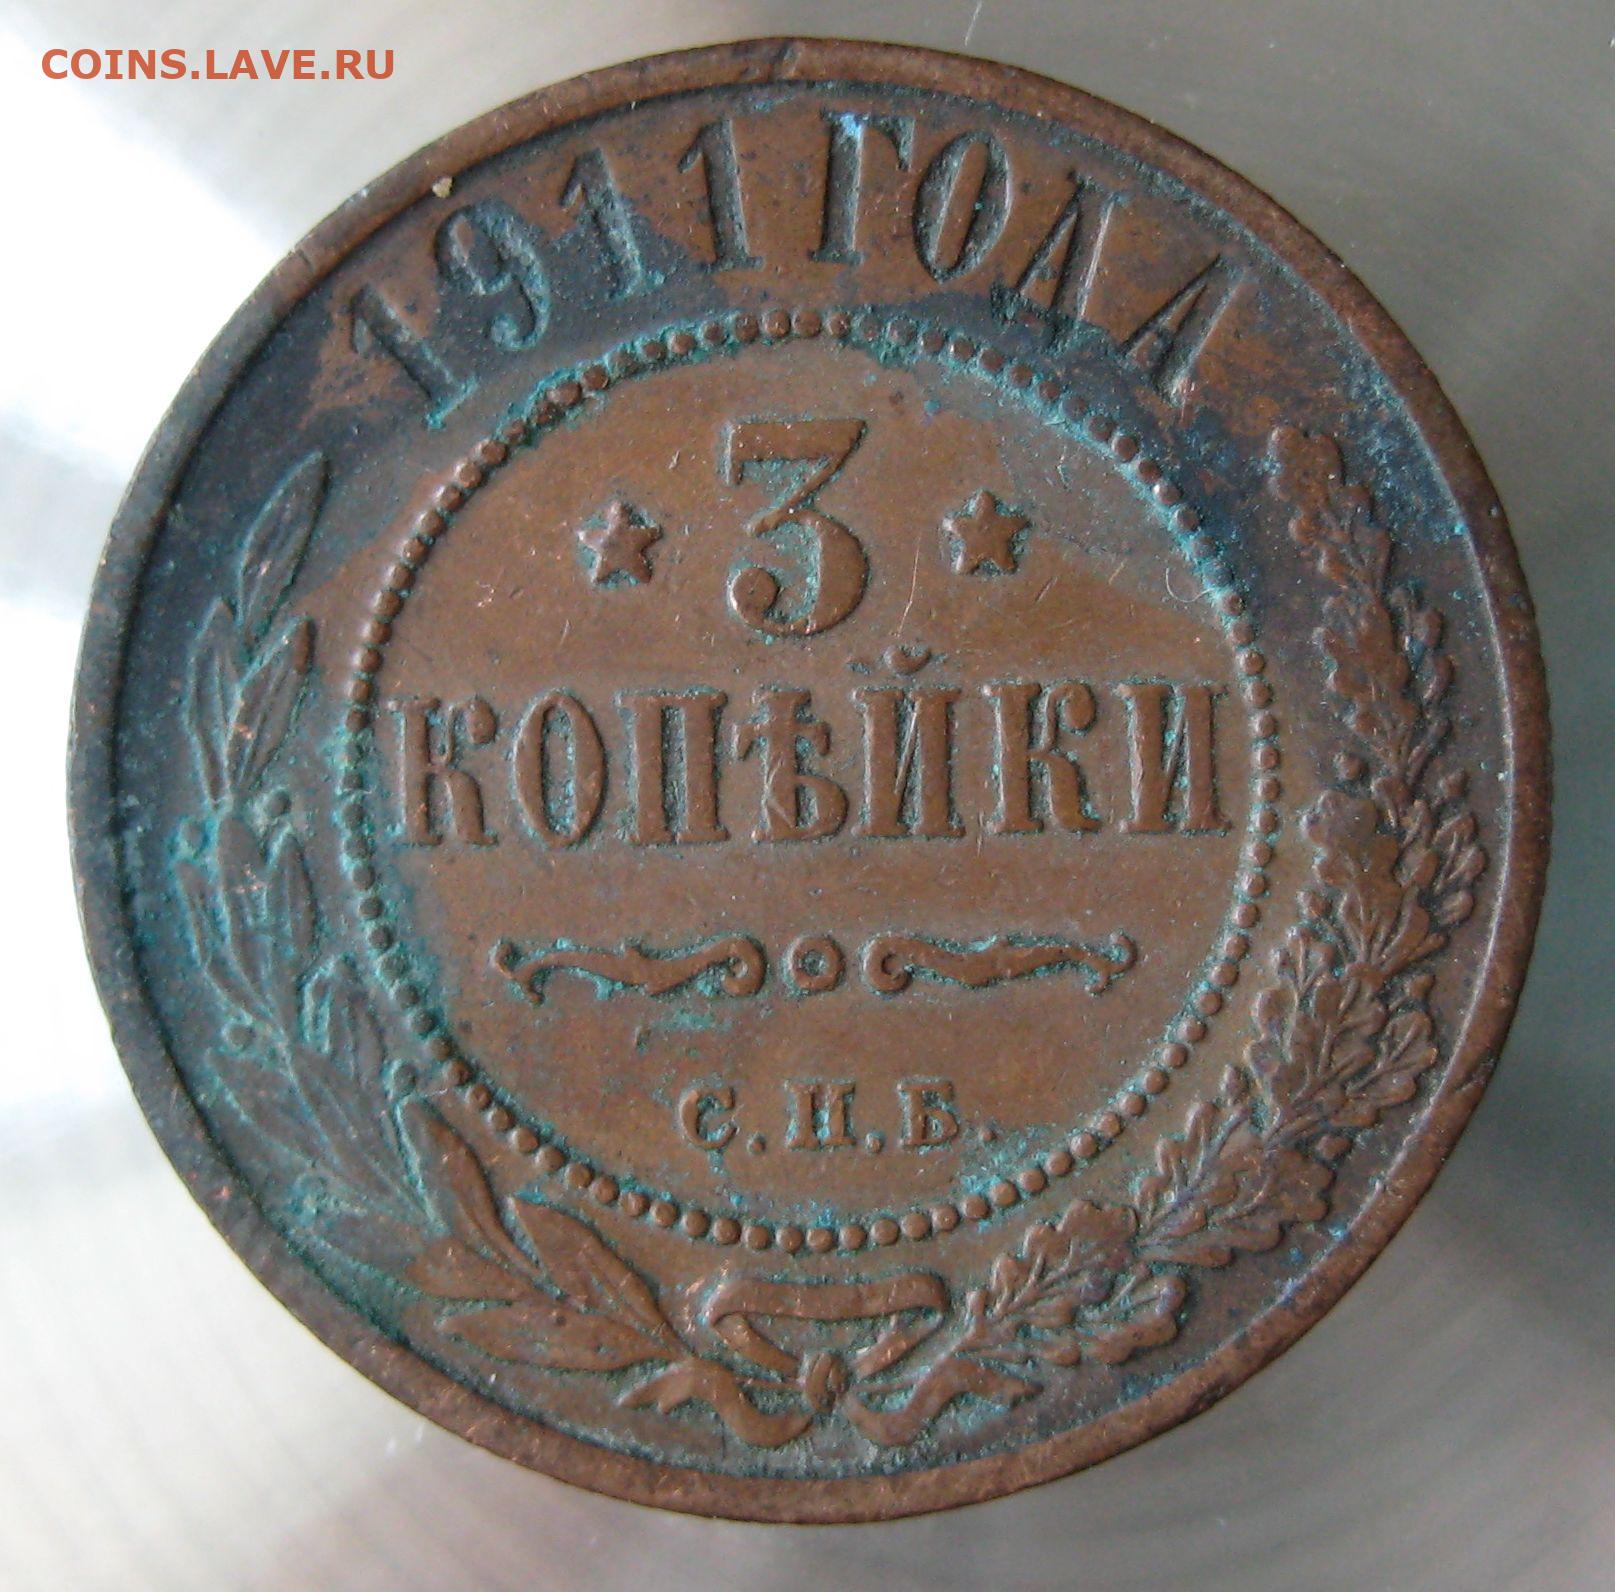 COINS.LAVE.RU
1911 ГОДА
3
КОПѢЙКИ
С.П.Б.